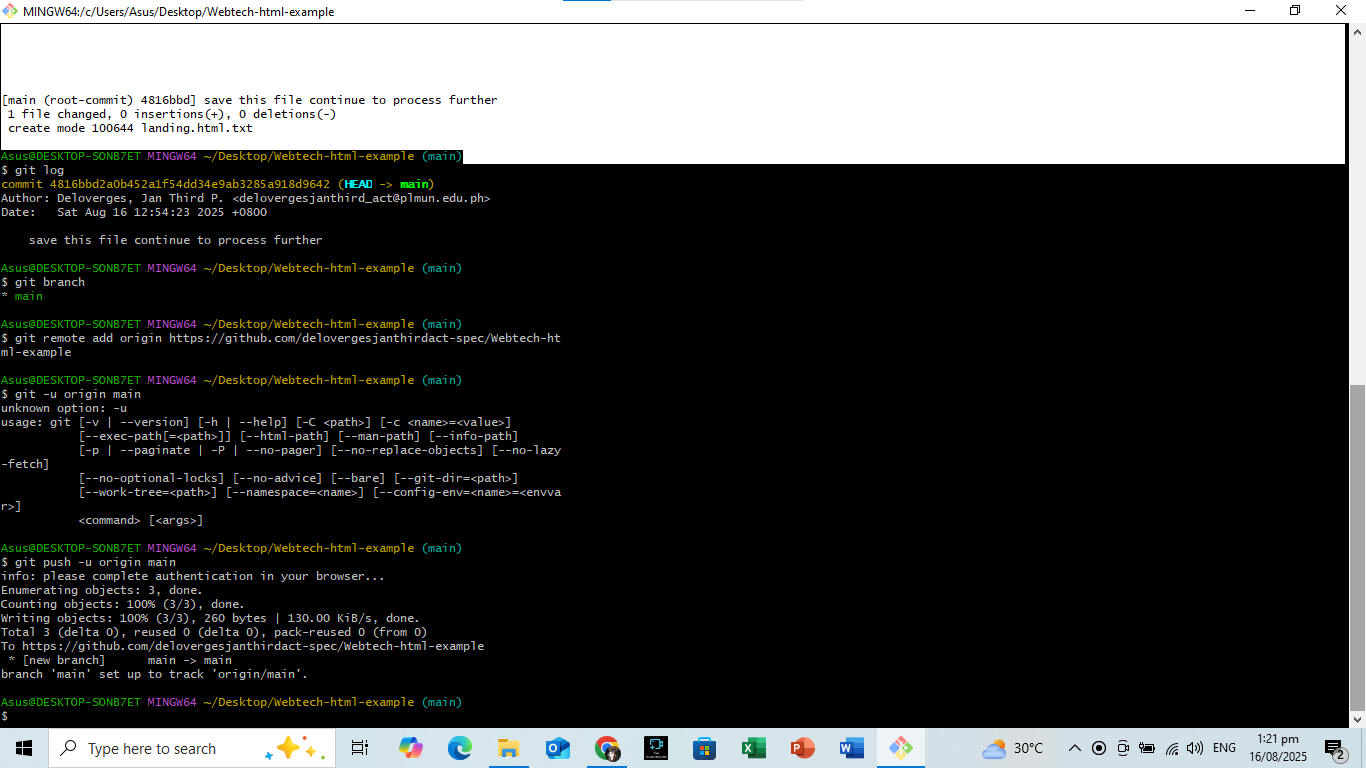 MINGW64:/c/Users/Asus/Desktop/Webtech-html-example
[main (root-commit) 4816bbd] save this file continue to process further
 1 file changed, 0 insertions(+), 0 deletions(-)
 create mode 100644 landing.html.txt
Asus@DESKTOP-SONB7ET MINGW64 ~/Desktop/Webtech-html-example (main)
$ git log
commit 4816bbd2a0b452a1f54dd34e9ab3285a918d9642 (HEAD -> main)
Author: Deloverges, Jan Third P. <delovergesjanthird_act@plmun.edu.ph>
Date:   Sat Aug 16 12:54:23 2025 +0800
    save this file continue to process further
Asus@DESKTOP-SONB7ET MINGW64 ~/Desktop/Webtech-html-example (main)
$ git branch
* main
Asus@DESKTOP-SONB7ET MINGW64 ~/Desktop/Webtech-html-example (main)
$ git remote add origin https://github.com/delovergesjanthirdact-spec/Webtech-ht
ml-example
Asus@DESKTOP-SONB7ET MINGW64 ~/Desktop/Webtech-html-example (main)
$ git -u origin main
unknown option: -u
usage: git [-v | --version] [-h | --help] [-C <path>] [-c <name>=<value>]
           [--exec-path[=<path>]] [--html-path] [--man-path] [--info-path]
           [-p | --paginate | -P | --no-pager] [--no-replace-objects] [--no-lazy
-fetch]
           [--no-optional-locks] [--no-advice] [--bare] [--git-dir=<path>]
           [--work-tree=<path>] [--namespace=<name>] [--config-env=<name>=<envva
r>]
           <command> [<args>]
Asus@DESKTOP-SONB7ET MINGW64 ~/Desktop/Webtech-html-example (main)
$ git push -u origin main
info: please complete authentication in your browser...
Enumerating objects: 3, done.
Counting objects: 100% (3/3), done.
Writing objects: 100% (3/3), 260 bytes | 130.00 KiB/s, done.
Total 3 (delta 0), reused 0 (delta 0), pack-reused 0 (from 0)
To https://github.com/delovergesjanthirdact-spec/Webtech-html-example
 * [new branch]      main -> main
branch 'main' set up to track 'origin/main'.
Asus@DESKTOP-SONB7ET MINGW64 ~/Desktop/Webtech-html-example (main)
$
Type here to search
30°C
ENG
1:21 pm
16/08/2025
2